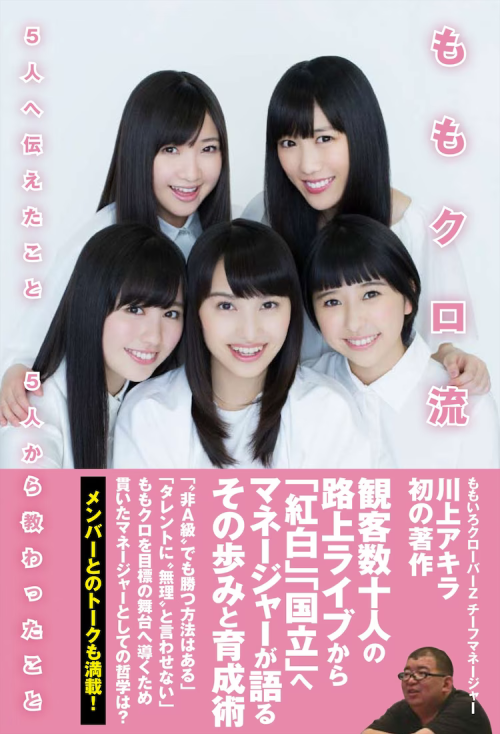 ももクロ流
5人へ伝えたこと 5人から教わったこと
ももいろクローバーZ チーフマネージャー
川上アキラ
初の著作
観客数十人の
路上ライブから
「紅白」「国立」へ
マネージャーが語る
その歩みと育成術
「“非A級”でも勝つ方法はある」
「タレントに“無理”と言わせない」
ももクロを目標の舞台へ導くため
貫いたマネージャーとしての哲学は?
メンバーとのトークも満載!